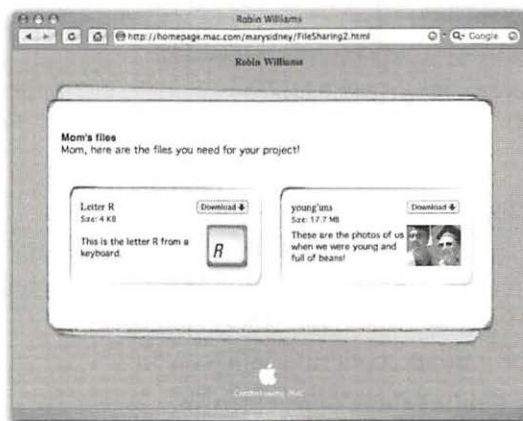 Robin Williams
http://homepage.mac.com/marysidney/FileSharing2.html
Google
Robin Williams
Mom's files
Mom, here are the files you need for your project!
Letter R
Download
Size: 4 KB
This is the letter R from a
keyboard.
R
young'uns
Download
Size: 17.7 MB
These are the photos of us
when we were young and
full of beans!